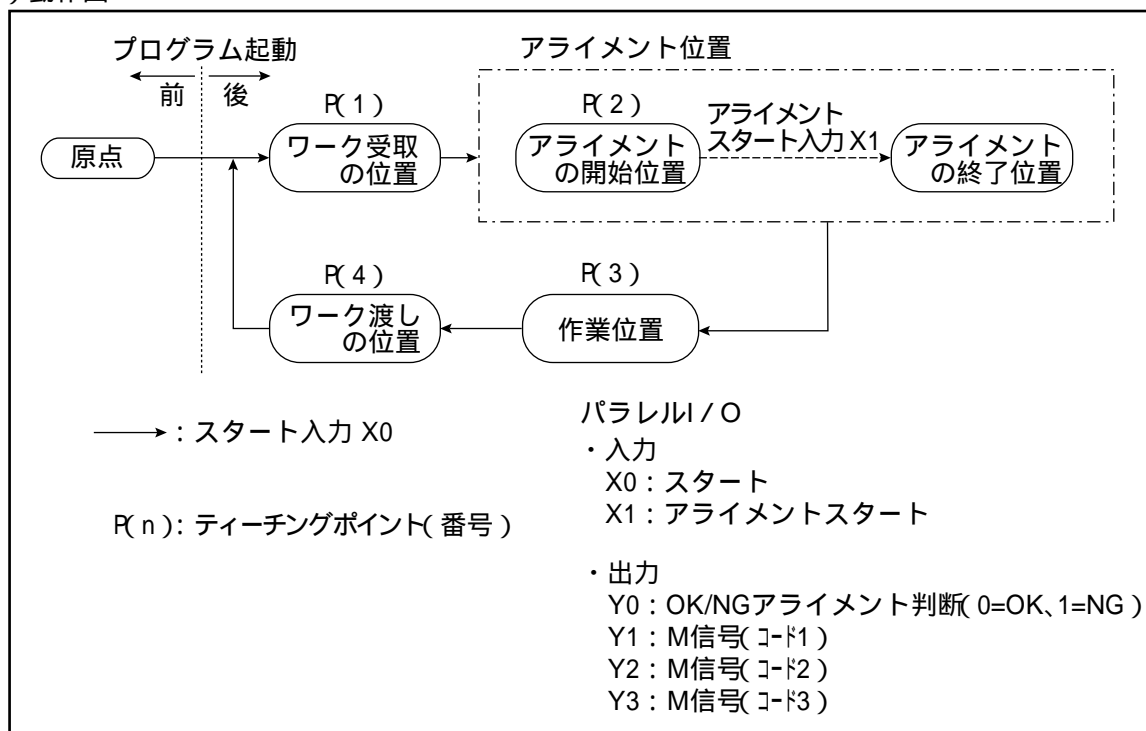 プログラム起動
前 後
アライメント位置
P(1)
P(2)
アライメント
スタート入力 X1
原点
ワーク受取
の位置
アライメント
の開始位置
アライメント
の終了位置
P(4)
P(3)
ワーク渡し
の位置
作業位置
：スタート入力 X0
P(n)：ティーチングポイント(番号)
パラレルI／O
・入力
X0：スタート
X1：アライメントスタート
・出力
Y0：OK/NGアライメント判断(0=OK、1=NG)
Y1：M信号(ｺｰﾄﾞ1)
Y2：M信号(ｺｰﾄﾞ2)
Y3：M信号(ｺｰﾄﾞ3)